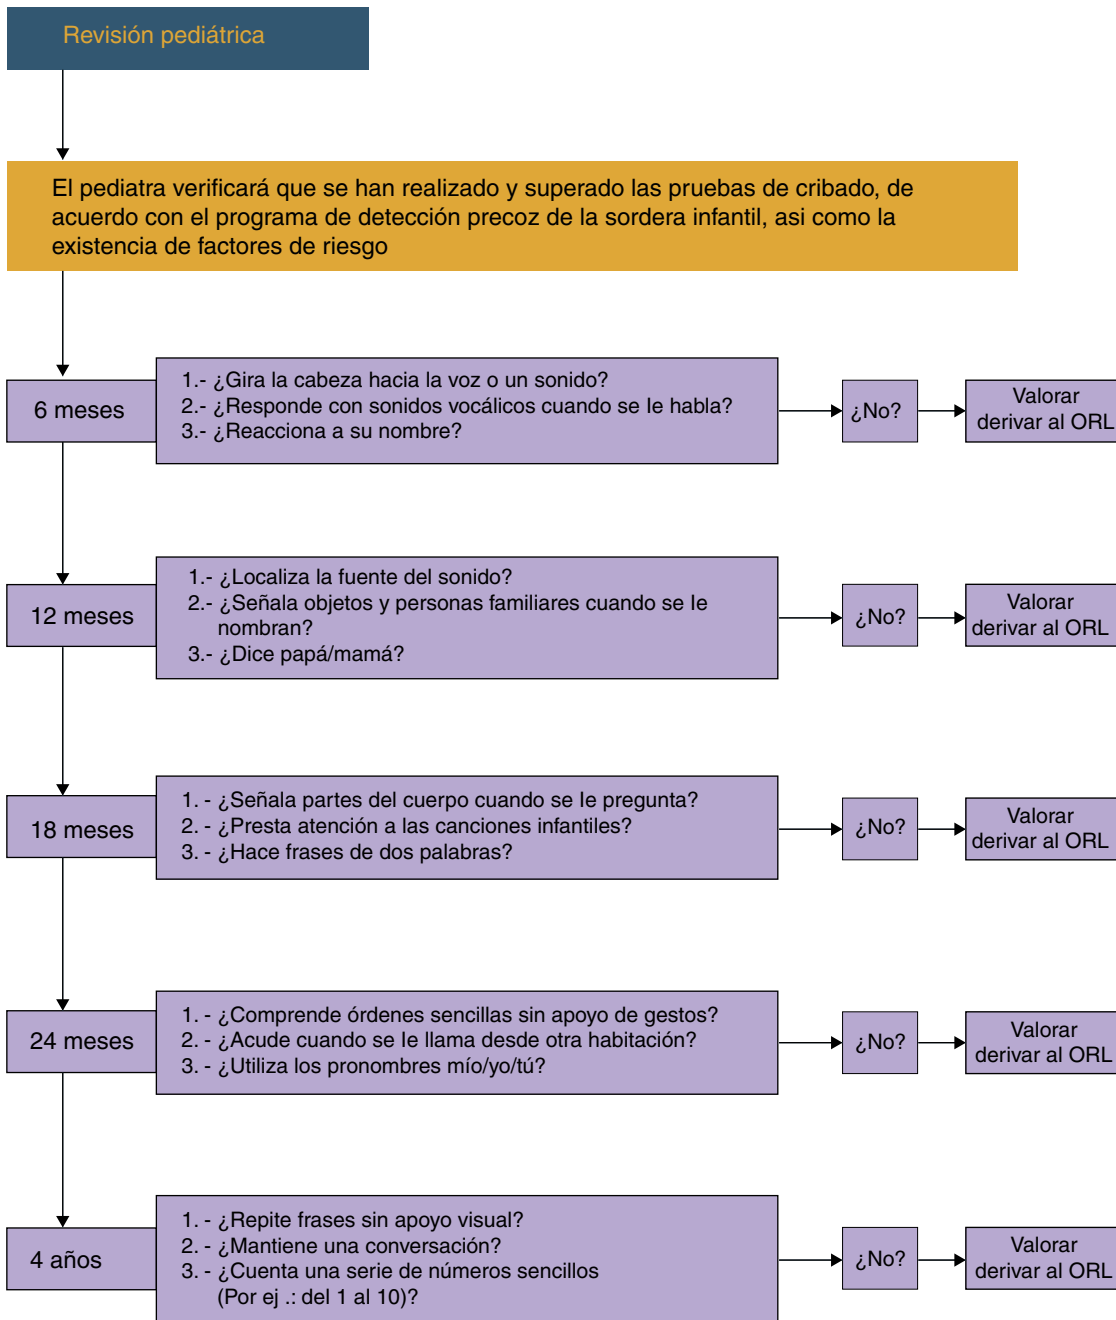 Revisión pediátrica
El pediatra verificará que se han realizado y superado las pruebas de cribado, de
acuerdo con el programa de detección precoz de la sordera infantil, asi como la
existencia de factores de riesgo
6 meses
1.- ¿Gira la cabeza hacia la voz o un sonido?
2.- ¿Responde con sonidos vocálicos cuando se le habla?
3.- ¿Reacciona a su nombre?
¿No?
Valorar
derivar al ORL
12 meses
1.- ¿Localiza la fuente del sonido?
2.- ¿Señala objetos y personas familiares cuando se le
nombran?
3.- ¿Dice papá/mamá?
¿No?
Valorar
derivar al ORL
18 meses
1. - ¿Señala partes del cuerpo cuando se le pregunta?
2. - ¿Presta atención a las canciones infantiles?
3. - ¿Hace frases de dos palabras?
¿No?
Valorar
derivar al ORL
24 meses
1. - ¿Comprende órdenes sencillas sin apoyo de gestos?
2. - ¿Acude cuando se le llama desde otra habitación?
3. - ¿Utiliza los pronombres mío/yo/tú?
¿No?
Valorar
derivar al ORL
4 años
1. - ¿Repite frases sin apoyo visual?
2. - ¿Mantiene una conversación?
3. - ¿Cuenta una serie de números sencillos
(Por ej .: del 1 al 10)?
¿No?
Valorar
derivar al ORL